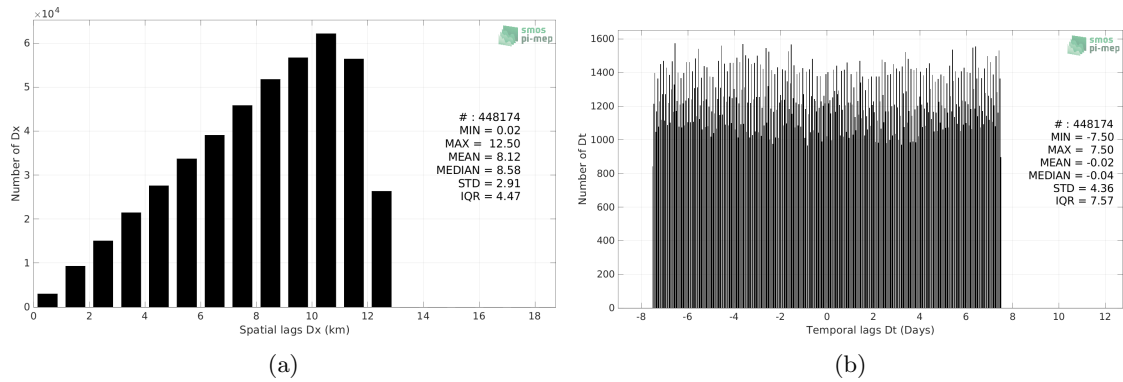 ×10⁴
smos
pi-mep
6
5
4
3
2
1
0
Number of Dx
# : 448174
MIN = 0.02
MAX = 12.50
MEAN = 8.12
MEDIAN = 8.58
STD = 2.91
IQR = 4.47
0 2 4 6 8 10 12 14 16 18
Spatial lags Dx (km)
(a)
smos
pi-mep
1600
1400
1200
1000
800
600
400
200
0
Number of Dt
# : 448174
MIN = -7.50
MAX = 7.50
MEAN = -0.02
MEDIAN = -0.04
STD = 4.36
IQR = 7.57
-8 -6 -4 -2 0 2 4 6 8 10 12
Temporal lags Dt (Days)
(b)